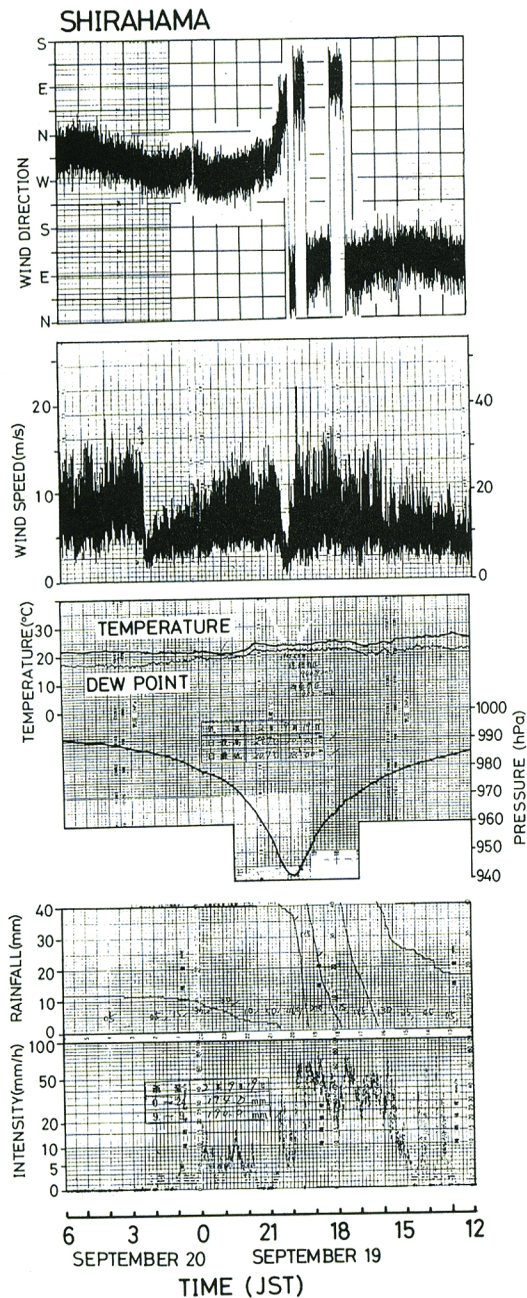 SHIRAHAMA
S
E
N
W
S
E
N
WIND DIRECTION
20
10
0
WIND SPEED(m/s)
40
20
0
TEMPERATURE
DEW POINT
30
20
10
0
TEMPERATURE(°C)
1000
990
980
970
960
950
940
PRESSURE (hPa)
40
30
20
10
0
RAINFALL(mm)
100
50
20
10
5
0
INTENSITY(mm/h)
6 3 0 21 18 15 12
SEPTEMBER 20 SEPTEMBER 19
TIME (JST)